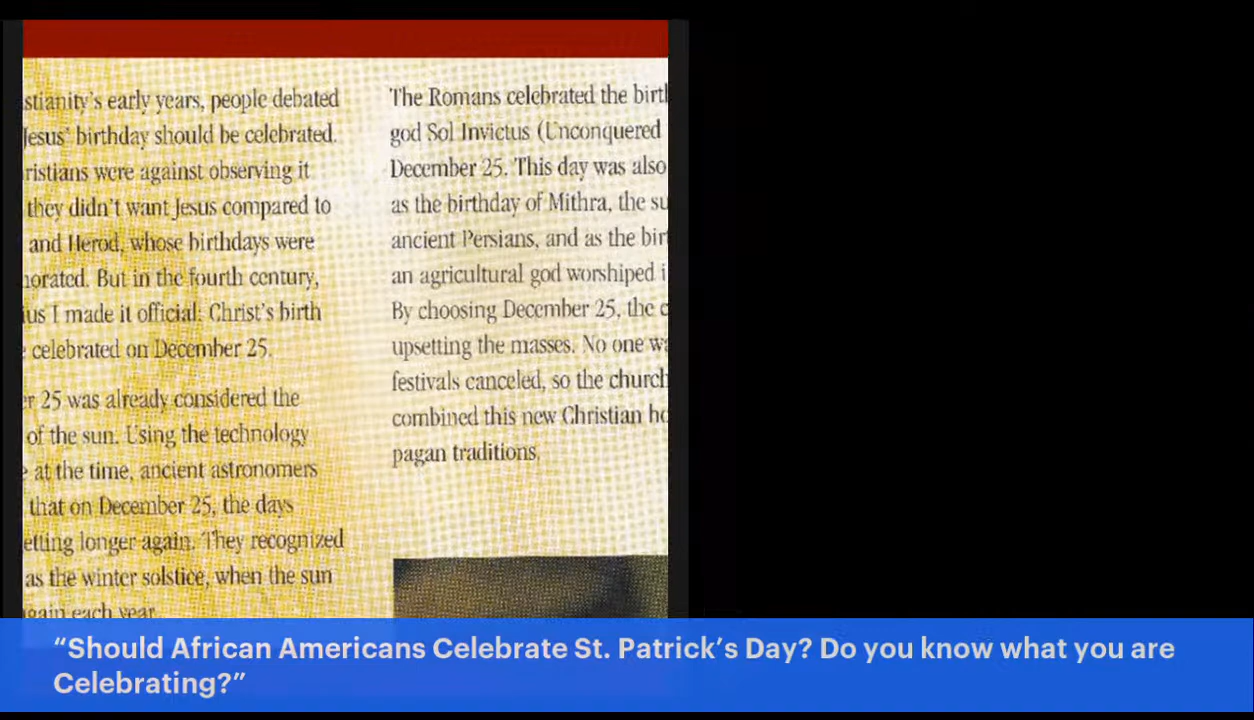 stianity's early years, people debated
Jesus' birthday should be celebrated.
ristians were against observing it
they didn't want Jesus compared to
and Herod, whose birthdays were
orated. But in the fourth century,
us I made it official: Christ's birth
celebrated on December 25.
r 25 was already considered the
of the sun. Using the technology
at the time, ancient astronomers
that on December 25, the days
etting longer again. They recognized
as the winter solstice, when the sun
gain each year.
The Romans celebrated the birt
god Sol Invictus (Unconquered
December 25. This day was also
as the birthday of Mithra, the su
ancient Persians, and as the bir
an agricultural god worshiped i
By choosing December 25, the c
upsetting the masses. No one wa
festivals canceled, so the church
combined this new Christian ho
pagan traditions.
“Should African Americans Celebrate St. Patrick’s Day? Do you know what you are
Celebrating?”